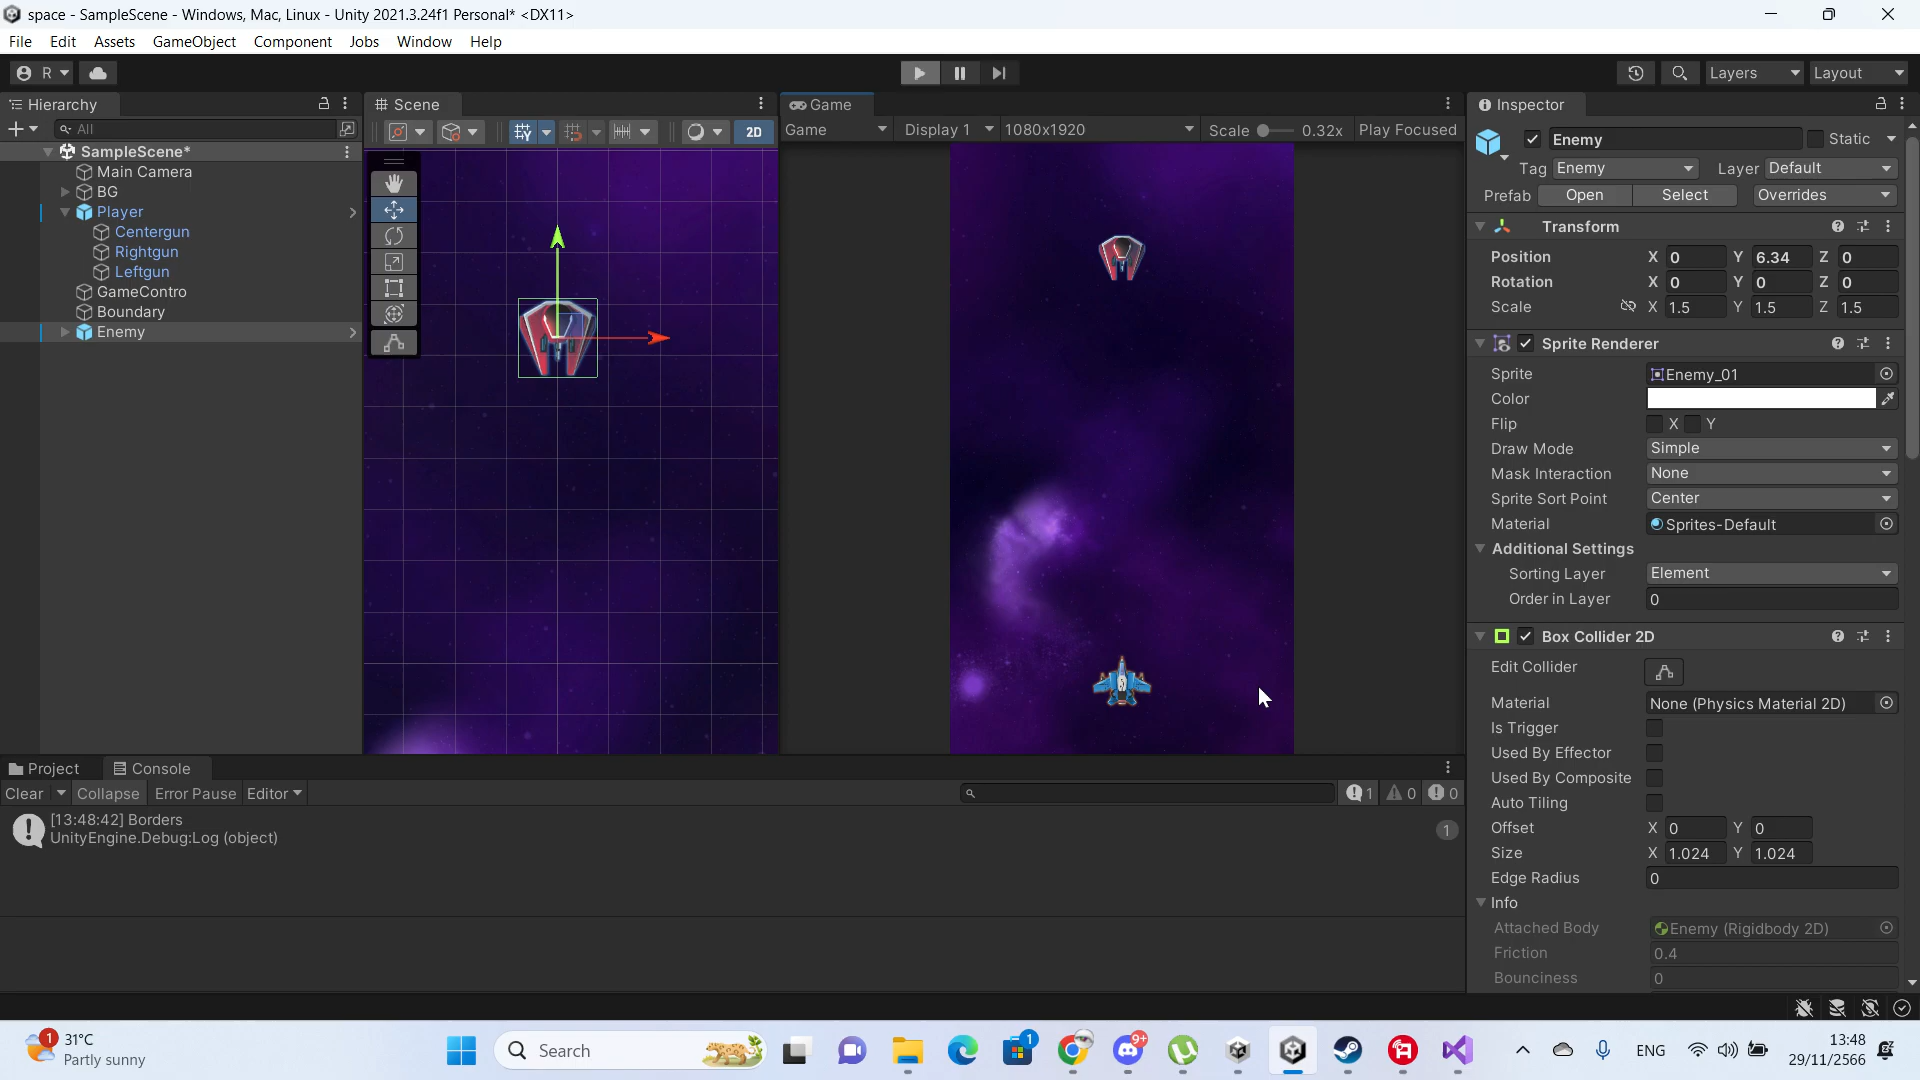 space - SampleScene - Windows, Mac, Linux - Unity 2021.3.24f1 Personal* <DX11>
File Edit Assets GameObject Component Jobs Window Help
R Layers Layout
Hierarchy
All
SampleScene*
Main Camera
BG
Player
Centergun
Rightgun
Leftgun
GameContro
Boundary
Enemy
Scene
2D
Game
Game Display 1 1080x1920 Scale 0.32x Play Focused
Inspector
Enemy Static
Tag Enemy Layer Default
Prefab Open Select Overrides
Transform
Position X 0 Y 6.34 Z 0
Rotation X 0 Y 0 Z 0
Scale X 1.5 Y 1.5 Z 1.5
Sprite Renderer
Sprite Enemy_01
Color
Flip X Y
Draw Mode Simple
Mask Interaction None
Sprite Sort Point Center
Material Sprites-Default
Additional Settings
Sorting Layer Element
Order in Layer 0
Box Collider 2D
Edit Collider
Material None (Physics Material 2D)
Is Trigger
Used By Effector
Used By Composite
Auto Tiling
Offset X 0 Y 0
Size X 1.024 Y 1.024
Edge Radius 0
Info
Attached Body Enemy (Rigidbody 2D)
Friction 0.4
Bounciness 0
Project Console
Clear Collapse Error Pause Editor 1 0 0
[13:48:42] Borders
UnityEngine.Debug:Log (object) 1
1 31°C
Partly sunny
Search
1
9+
ENG
13:48
29/11/2566